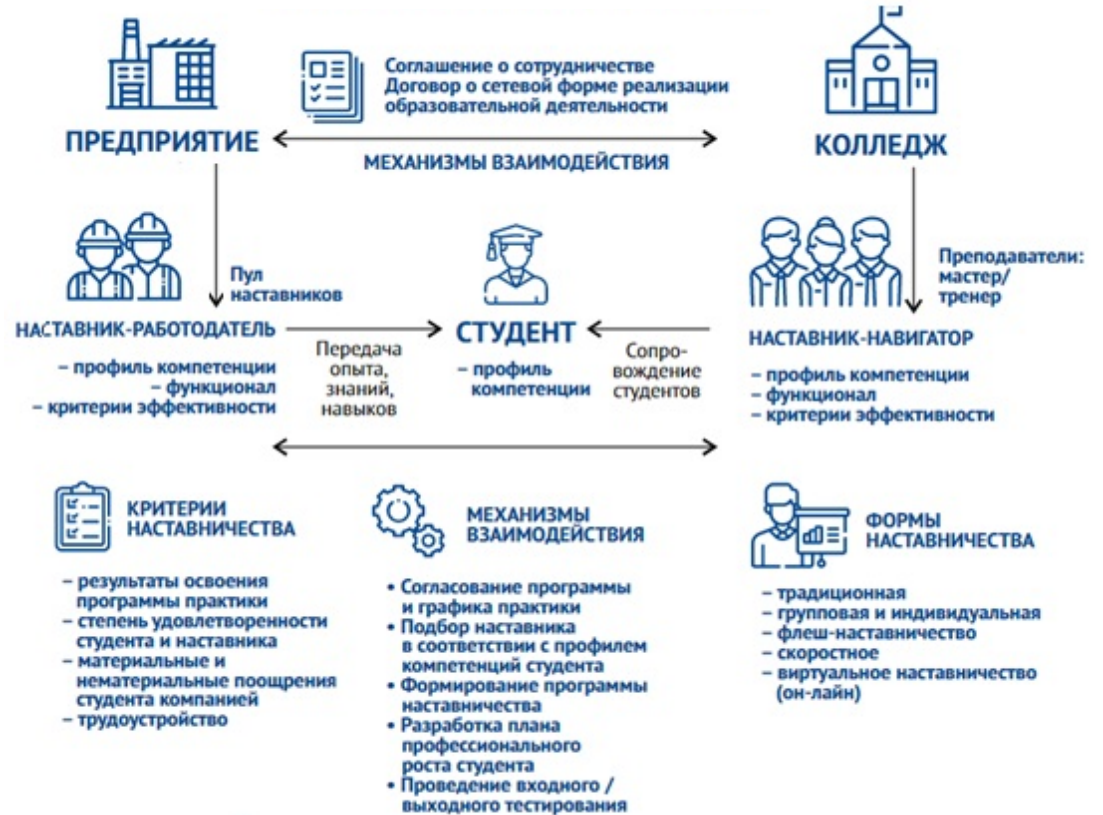 Соглашение о сотрудничестве
Договор о сетевой форме реализации
образовательной деятельности
ПРЕДПРИЯТИЕ
КОЛЛЕДЖ
МЕХАНИЗМЫ ВЗАИМОДЕЙСТВИЯ
Пул
наставников
Преподаватели:
мастер/
тренер
НАСТАВНИК-РАБОТОДАТЕЛЬ
– профиль компетенции
– функционал
– критерии эффективности
Передача
опыта,
знаний,
навыков
СТУДЕНТ
– профиль
компетенции
Сопро-
вождение
студентов
НАСТАВНИК-НАВИГАТОР
– профиль компетенции
– функционал
– критерии эффективности
КРИТЕРИИ
НАСТАВНИЧЕСТВА
– результаты освоения
программы практики
– степень удовлетворенности
студента и наставника
– материальные и
нематериальные поощрения
студента компанией
– трудоустройство
МЕХАНИЗМЫ
ВЗАИМОДЕЙСТВИЯ
• Согласование программы
и графика практики
• Подбор наставника
в соответствии с профилем
компетенций студента
• Формирование программы
наставничества
• Разработка плана
профессионального
роста студента
• Проведение входного /
выходного тестирования
ФОРМЫ
НАСТАВНИЧЕСТВА
– традиционная
– групповая и индивидуальная
– флеш-наставничество
– скоростное
– виртуальное наставничество
(он-лайн)